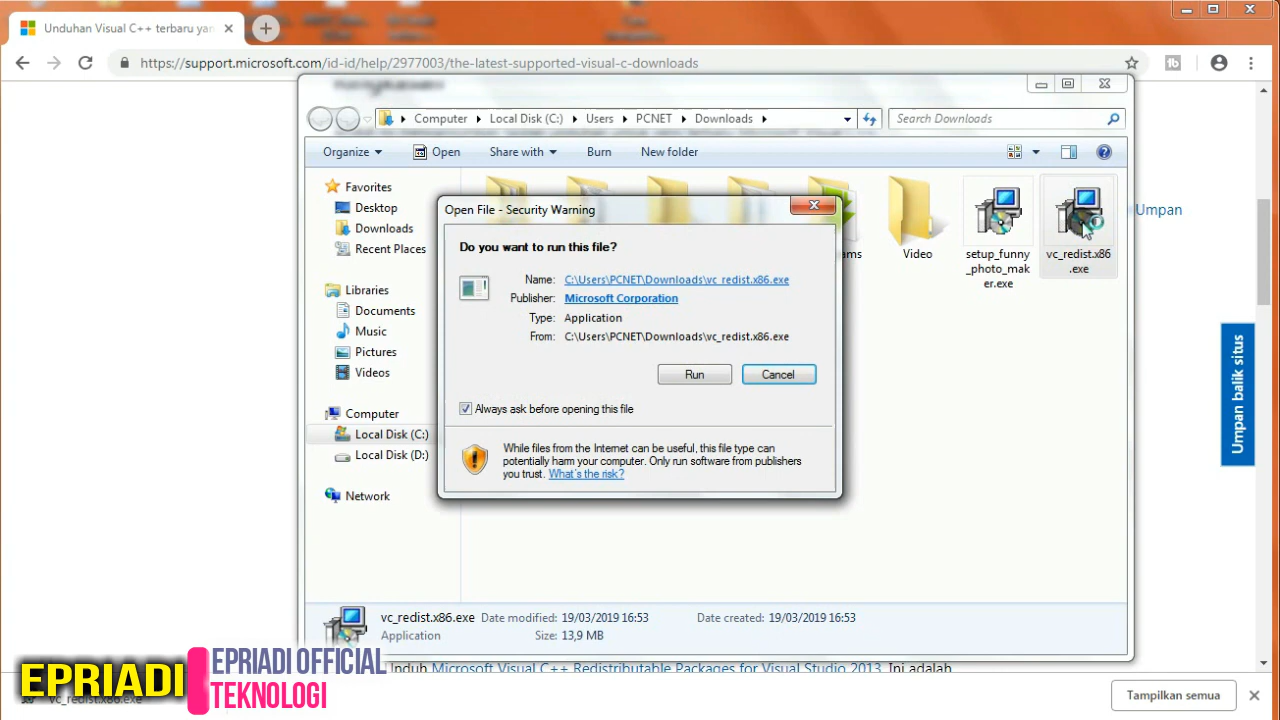 Unduhan Visual C++ terbaru yan
https://support.microsoft.com/id-id/help/2977003/the-latest-supported-visual-c-downloads
Computer Local Disk (C:) Users PCNET Downloads
Search Downloads
Organize Open Share with Burn New folder
Favorites
Desktop
Downloads
Recent Places
Libraries
Documents
Music
Pictures
Videos
Computer
Local Disk (C:)
Local Disk (D:)
Network
ams
Video
setup_funny
_photo_mak
er.exe
vc_redist.x86
.exe
Umpan
Open File - Security Warning
Do you want to run this file?
Name: C:\Users\PCNET\Downloads\vc_redist.x86.exe
Publisher: Microsoft Corporation
Type: Application
From: C:\Users\PCNET\Downloads\vc_redist.x86.exe
Run Cancel
Always ask before opening this file
While files from the Internet can be useful, this file type can
potentially harm your computer. Only run software from publishers
you trust. What's the risk?
Umpan balik situs
vc_redist.x86.exe Date modified: 19/03/2019 16:53 Date created: 19/03/2019 16:53
Application Size: 13,9 MB
Unduh Microsoft Visual C++ Redistributable Packages for Visual Studio 2013. Ini adalah
EPRIADI
EPRIADI OFFICIAL
TEKNOLOGI
vc_redist.x86.exe
Tampilkan semua